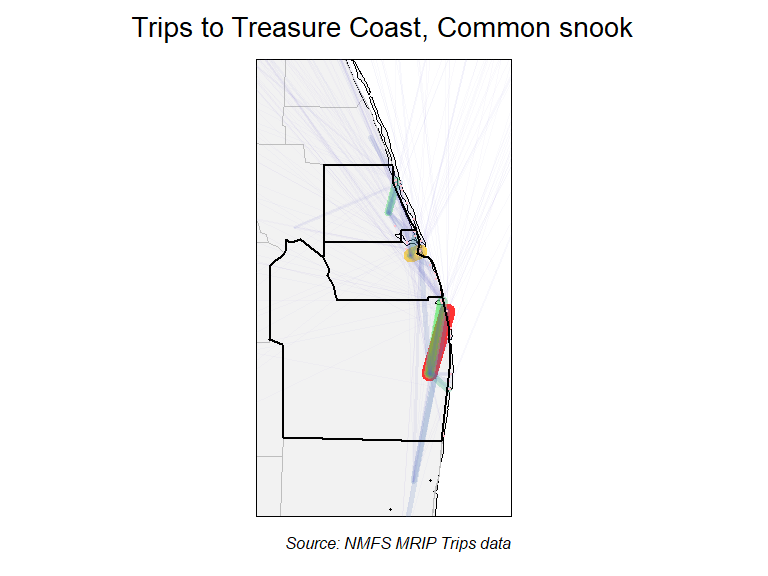 Trips to Treasure Coast, Common snook
Source: NMFS MRIP Trips data